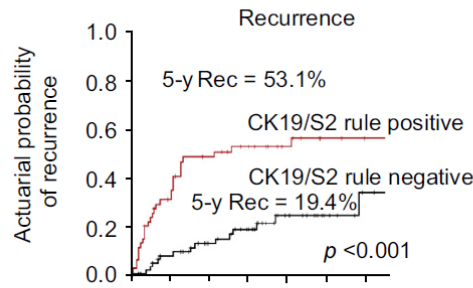 Recurrence
Actuarial probability
of recurrence
1.0
0.8
0.6
0.4
0.2
0.0
5-y Rec = 53.1%
CK19/S2 rule positive
CK19/S2 rule negative
5-y Rec = 19.4%
p <0.001